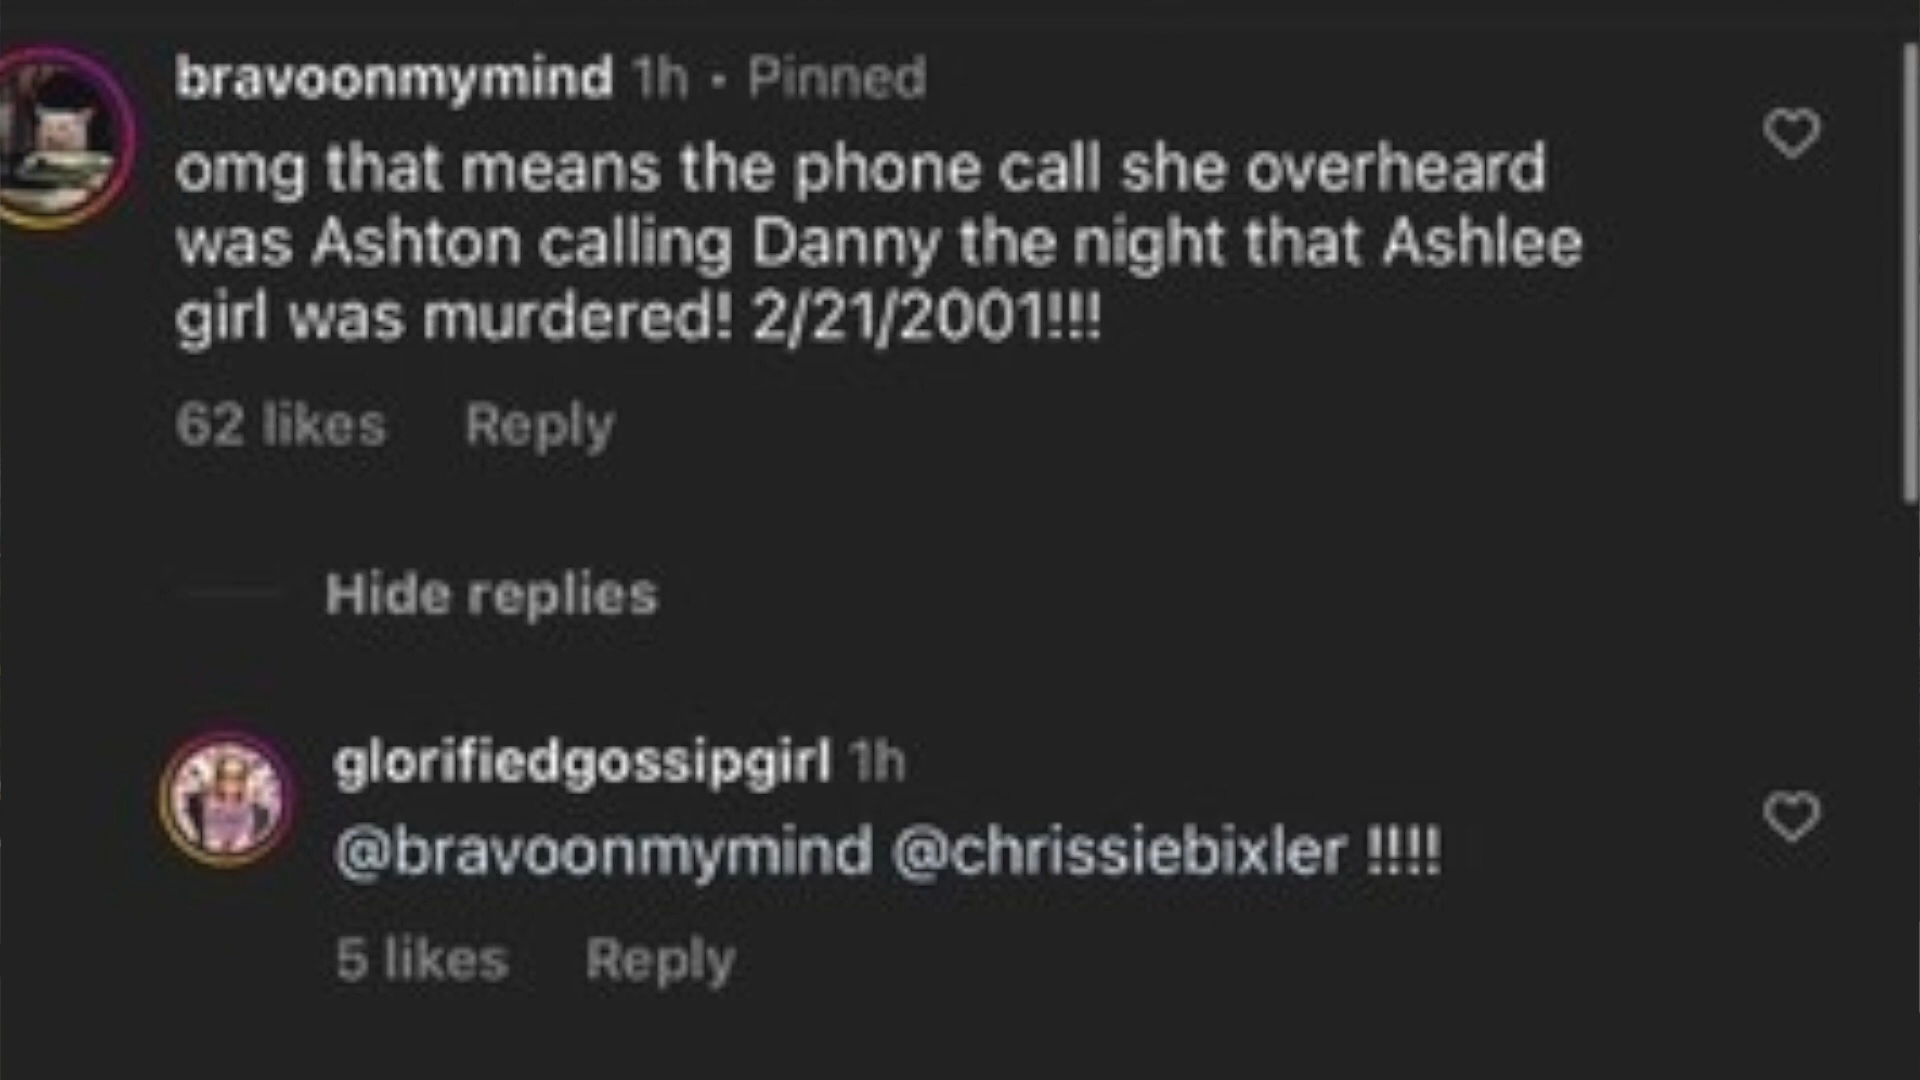 bravoonmymind 1h • Pinned
omg that means the phone call she overheard
was Ashton calling Danny the night that Ashlee
girl was murdered! 2/21/2001!!!
62 likes Reply
Hide replies
glorifiedgossipgirl 1h
@bravoonmymind @chrissiebixler !!!!
5 likes Reply